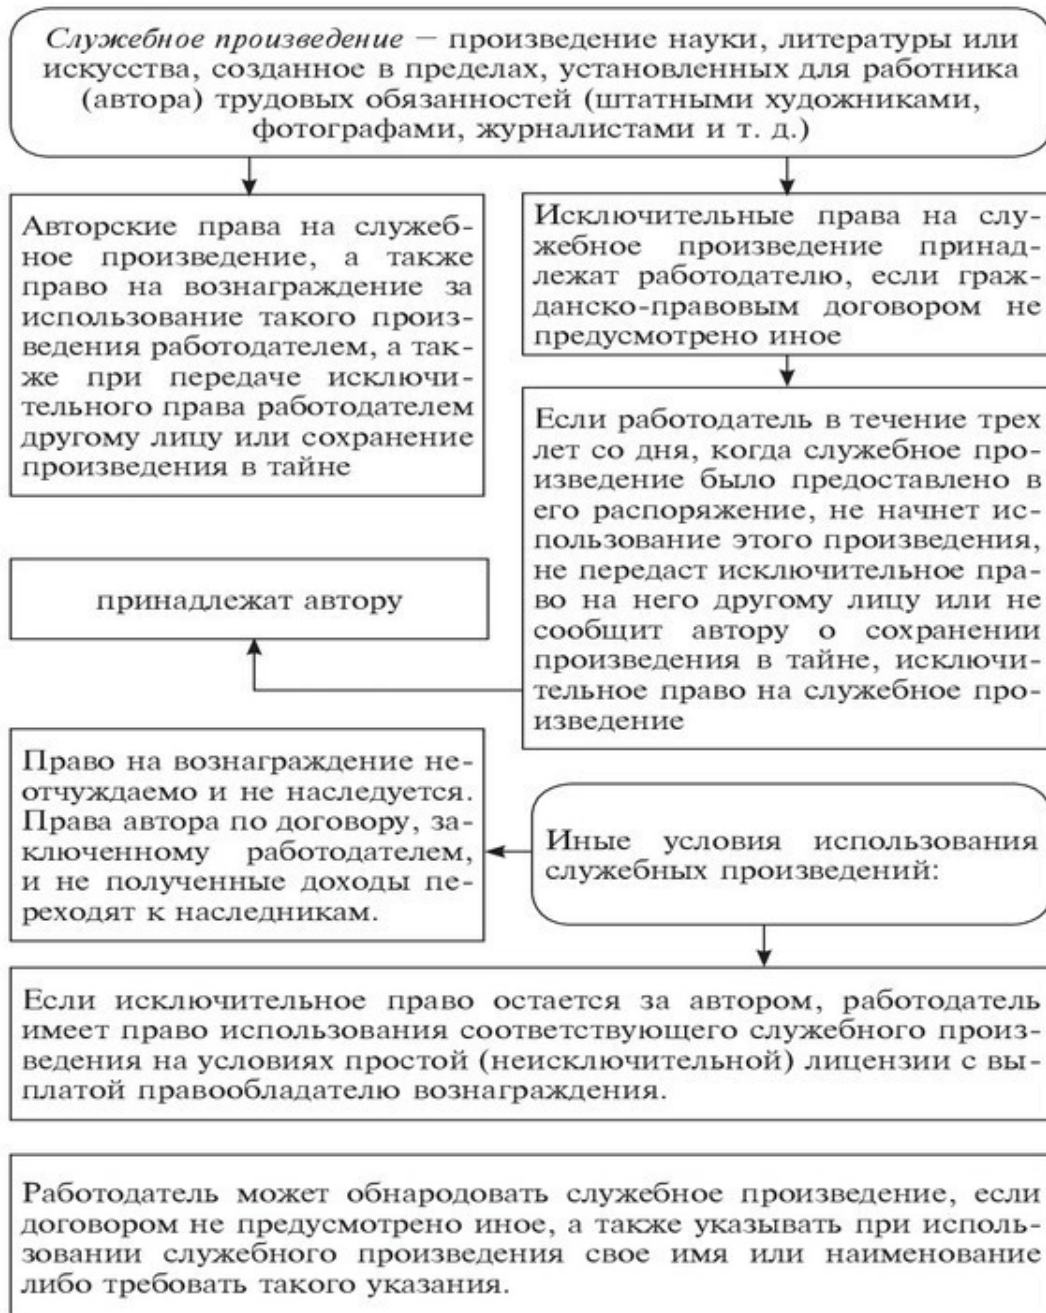 Служебное произведение – произведение науки, литературы или
искусства, созданное в пределах, установленных для работника
(автора) трудовых обязанностей (штатными художниками,
фотографами, журналистами и т. д.)
Авторские права на служеб-
ное произведение, а также
право на вознаграждение за
использование такого произ-
ведения работодателем, а так-
же при передаче исключи-
тельного права работодателем
другому лицу или сохранение
произведения в тайне
Исключительные права на слу-
жебное произведение принад-
лежат работодателю, если граж-
данско-правовым договором не
предусмотрено иное
Если работодатель в течение трех
лет со дня, когда служебное про-
изведение было предоставлено в
его распоряжение, не начнет ис-
пользование этого произведения,
не передаст исключительное пра-
во на него другому лицу или не
сообщит автору о сохранении
произведения в тайне, исключи-
тельное право на служебное про-
изведение
принадлежат автору
Право на вознаграждение не-
отчуждаемо и не наследуется.
Права автора по договору, за-
ключенному работодателем,
и не полученные доходы пе-
реходят к наследникам.
Иные условия использования
служебных произведений:
Если исключительное право остается за автором, работодатель
имеет право использования соответствующего служебного произ-
ведения на условиях простой (неисключительной) лицензии с вы-
платой правообладателю вознаграждения.
Работодатель может обнародовать служебное произведение, если
договором не предусмотрено иное, а также указывать при исполь-
зовании служебного произведения свое имя или наименование
либо требовать такого указания.